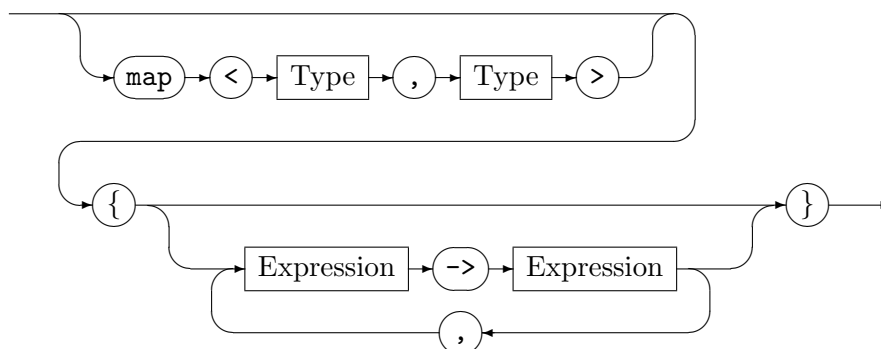 map < Type , Type >
{ }
Expression -> Expression
,